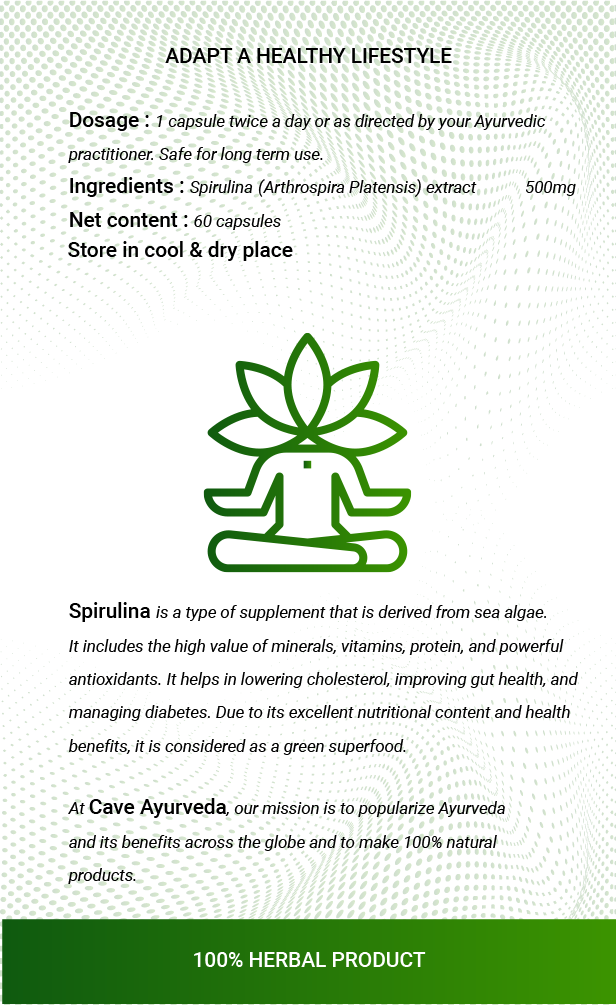 ADAPT A HEALTHY LIFESTYLE
Dosage : 1 capsule twice a day or as directed by your Ayurvedic
practitioner. Safe for long term use.
Ingredients : Spirulina (Arthrospira Platensis) extract 500mg
Net content : 60 capsules
Store in cool & dry place
Spirulina is a type of supplement that is derived from sea algae.
It includes the high value of minerals, vitamins, protein, and powerful
antioxidants. It helps in lowering cholesterol, improving gut health, and
managing diabetes. Due to its excellent nutritional content and health
benefits, it is considered as a green superfood.
At Cave Ayurveda, our mission is to popularize Ayurveda
and its benefits across the globe and to make 100% natural
products.
100% HERBAL PRODUCT